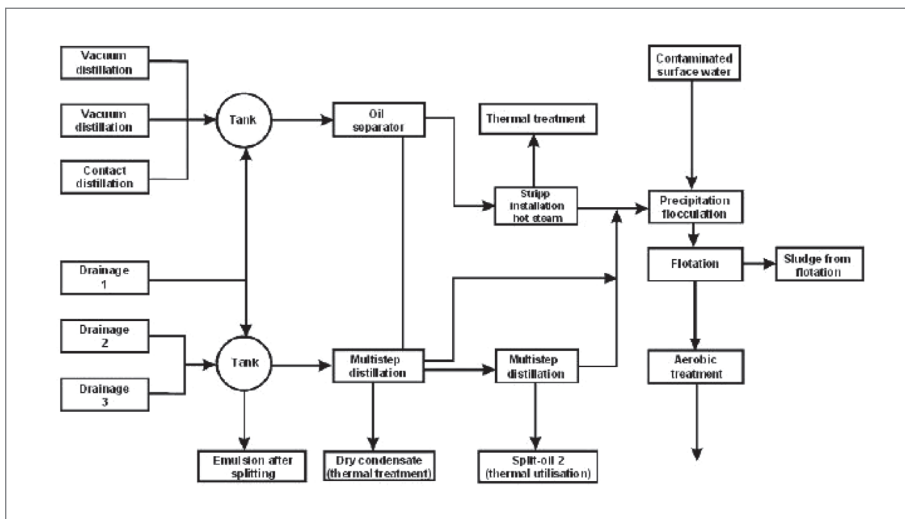 Vacuum
distillation
Vacuum
distillation
Contact
distillation
Drainage
1
Drainage
2
Drainage
3
Tank
Tank
Emulsion after
splitting
Oil
separator
Multistep
distillation
Dry condensate
(thermal treatment)
Thermal treatment
Stripp
installation
hot steam
Multistep
distillation
Split-oil 2
(thermal utilisation)
Contaminated
surface water
Precipitation
flocculation
Flotation
Sludge from
flotation
Aerobic
treatment